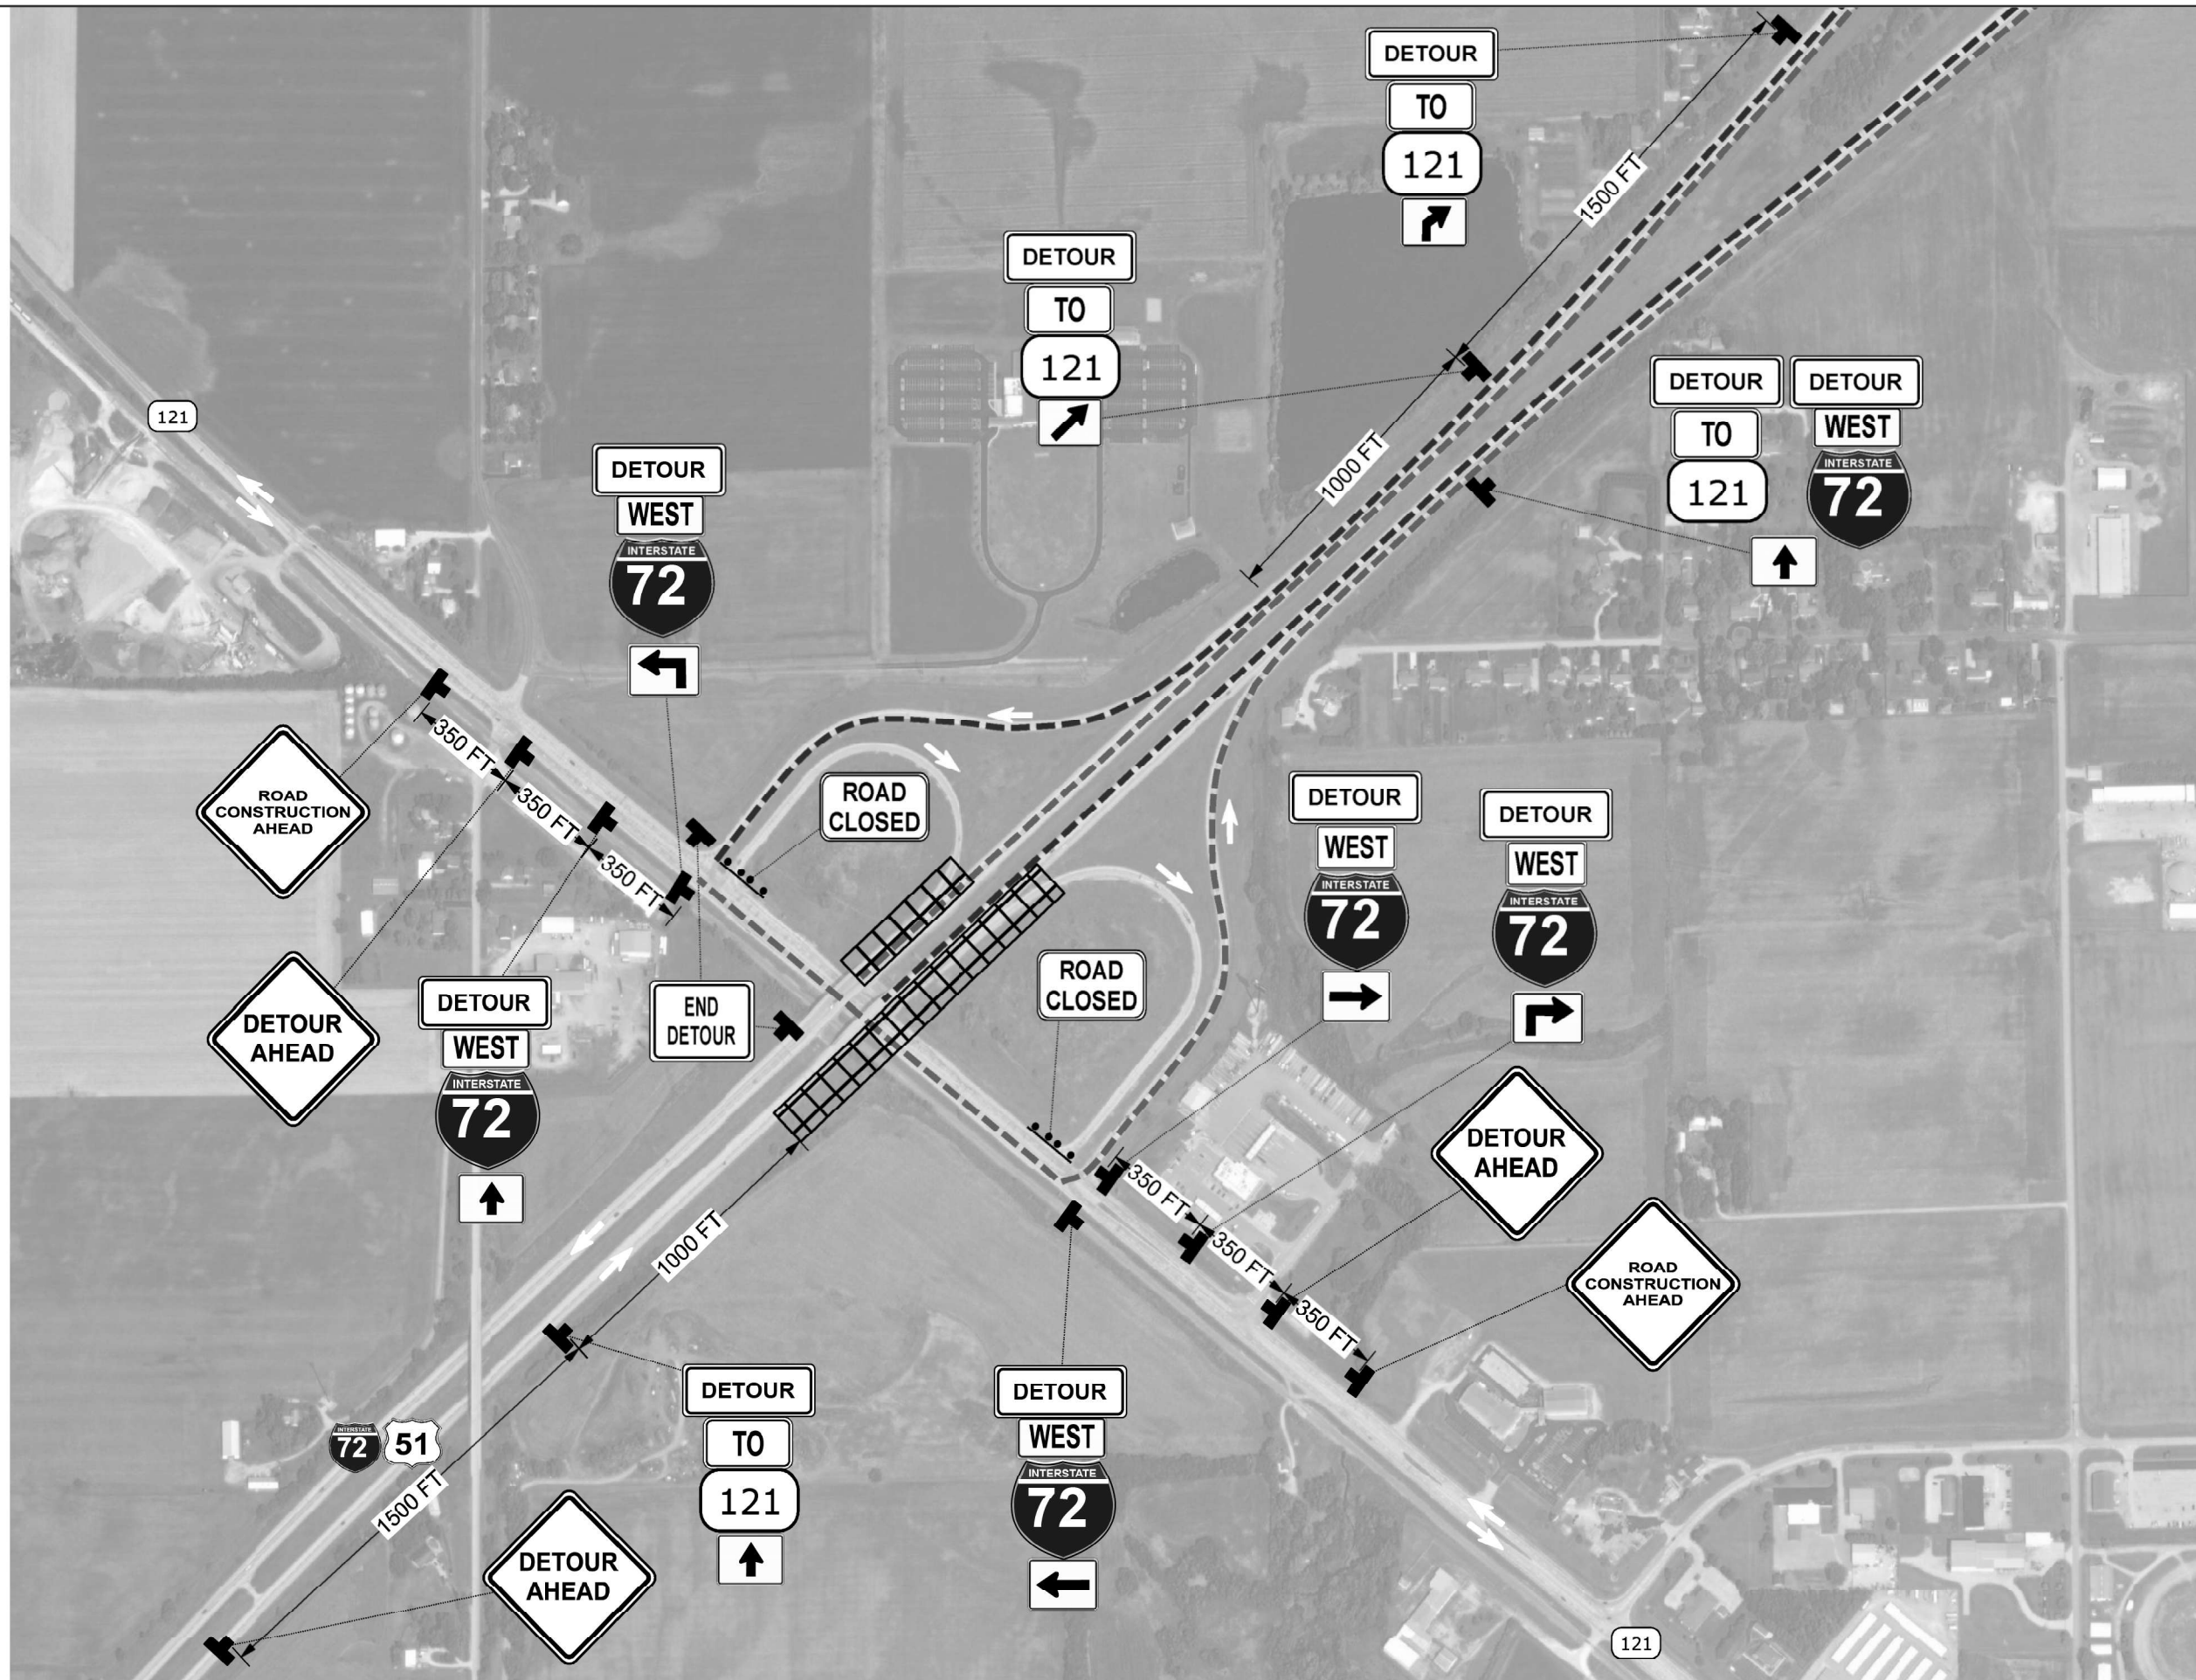 DETOUR
TO
121
1500 FT
DETOUR
TO
121
DETOUR
TO
121
DETOUR
WEST
INTERSTATE
72
121
DETOUR
WEST
INTERSTATE
72
1000 FT
350 FT
350 FT
350 FT
ROAD
CONSTRUCTION
AHEAD
ROAD
CLOSED
DETOUR
WEST
INTERSTATE
72
DETOUR
WEST
INTERSTATE
72
DETOUR
AHEAD
DETOUR
WEST
INTERSTATE
72
END
DETOUR
ROAD
CLOSED
350 FT
350 FT
350 FT
DETOUR
AHEAD
ROAD
CONSTRUCTION
AHEAD
1000 FT
INTERSTATE
72
51
1500 FT
DETOUR
TO
121
DETOUR
WEST
INTERSTATE
72
DETOUR
AHEAD
121